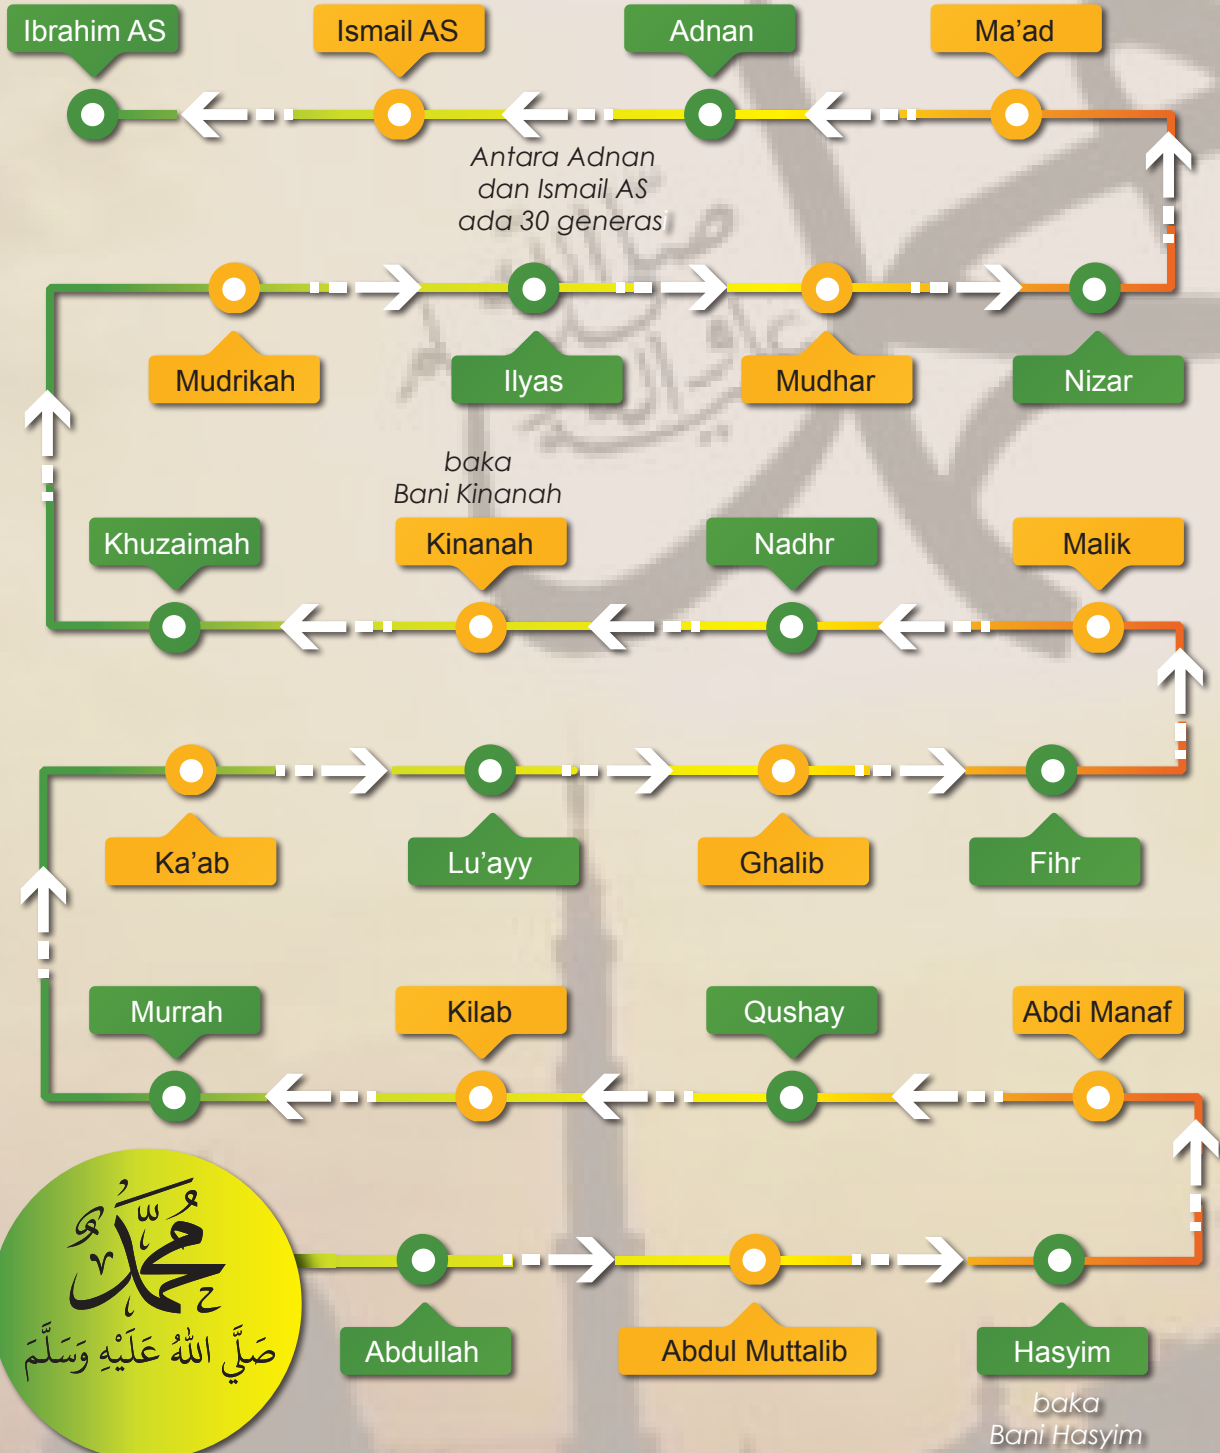 Ibrahim AS
Ismail AS
Adnan
Ma’ad
Antara Adnan
dan Ismail AS
ada 30 generasi
Mudrikah
Ilyas
Mudhar
Nizar
baka
Bani Kinanah
Khuzaimah
Kinanah
Nadhr
Malik
Ka’ab
Lu’ayy
Ghalib
Fihr
Murrah
Kilab
Qushay
Abdi Manaf
مُحَمَّدٌ
صَلَّى اللهُ عَلَيْهِ وَسَلَّمَ
Abdullah
Abdul Muttalib
Hasyim
baka
Bani Hasyim